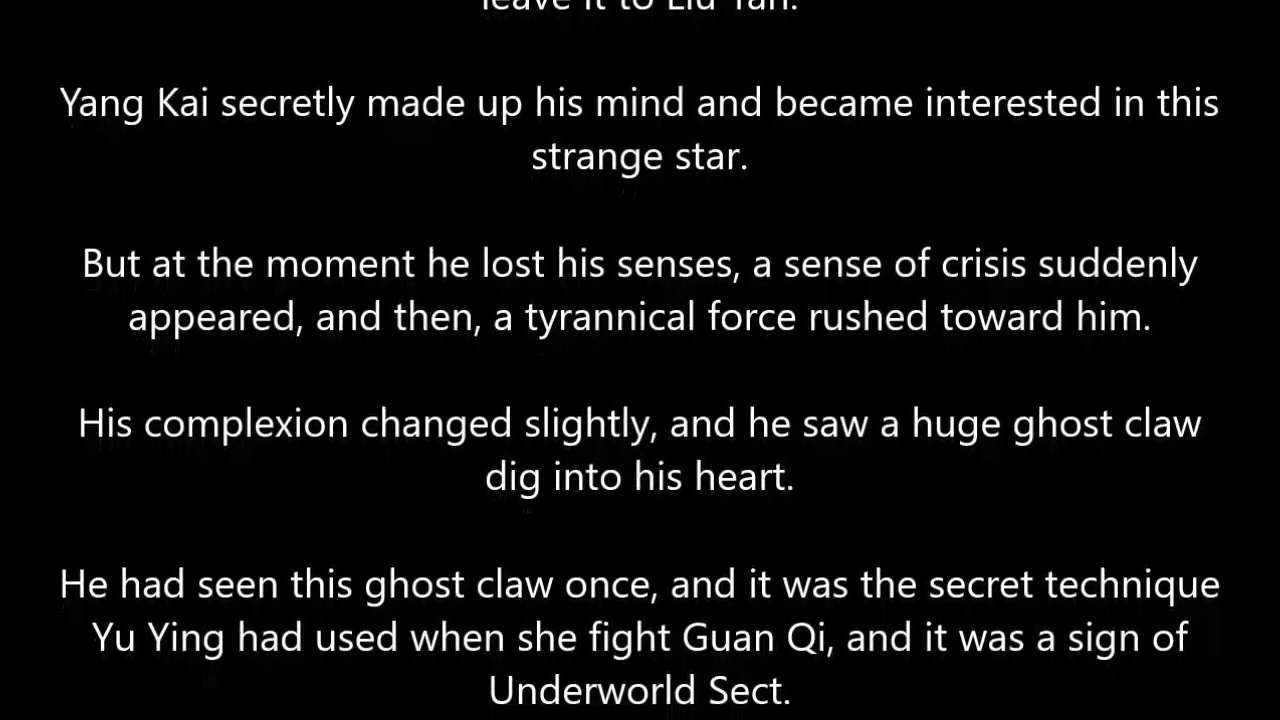 leave it to Liu Yan.
Yang Kai secretly made up his mind and became interested in this
strange star.
But at the moment he lost his senses, a sense of crisis suddenly
appeared, and then, a tyrannical force rushed toward him.
His complexion changed slightly, and he saw a huge ghost claw
dig into his heart.
He had seen this ghost claw once, and it was the secret technique
Yu Ying had used when she fight Guan Qi, and it was a sign of
Underworld Sect.